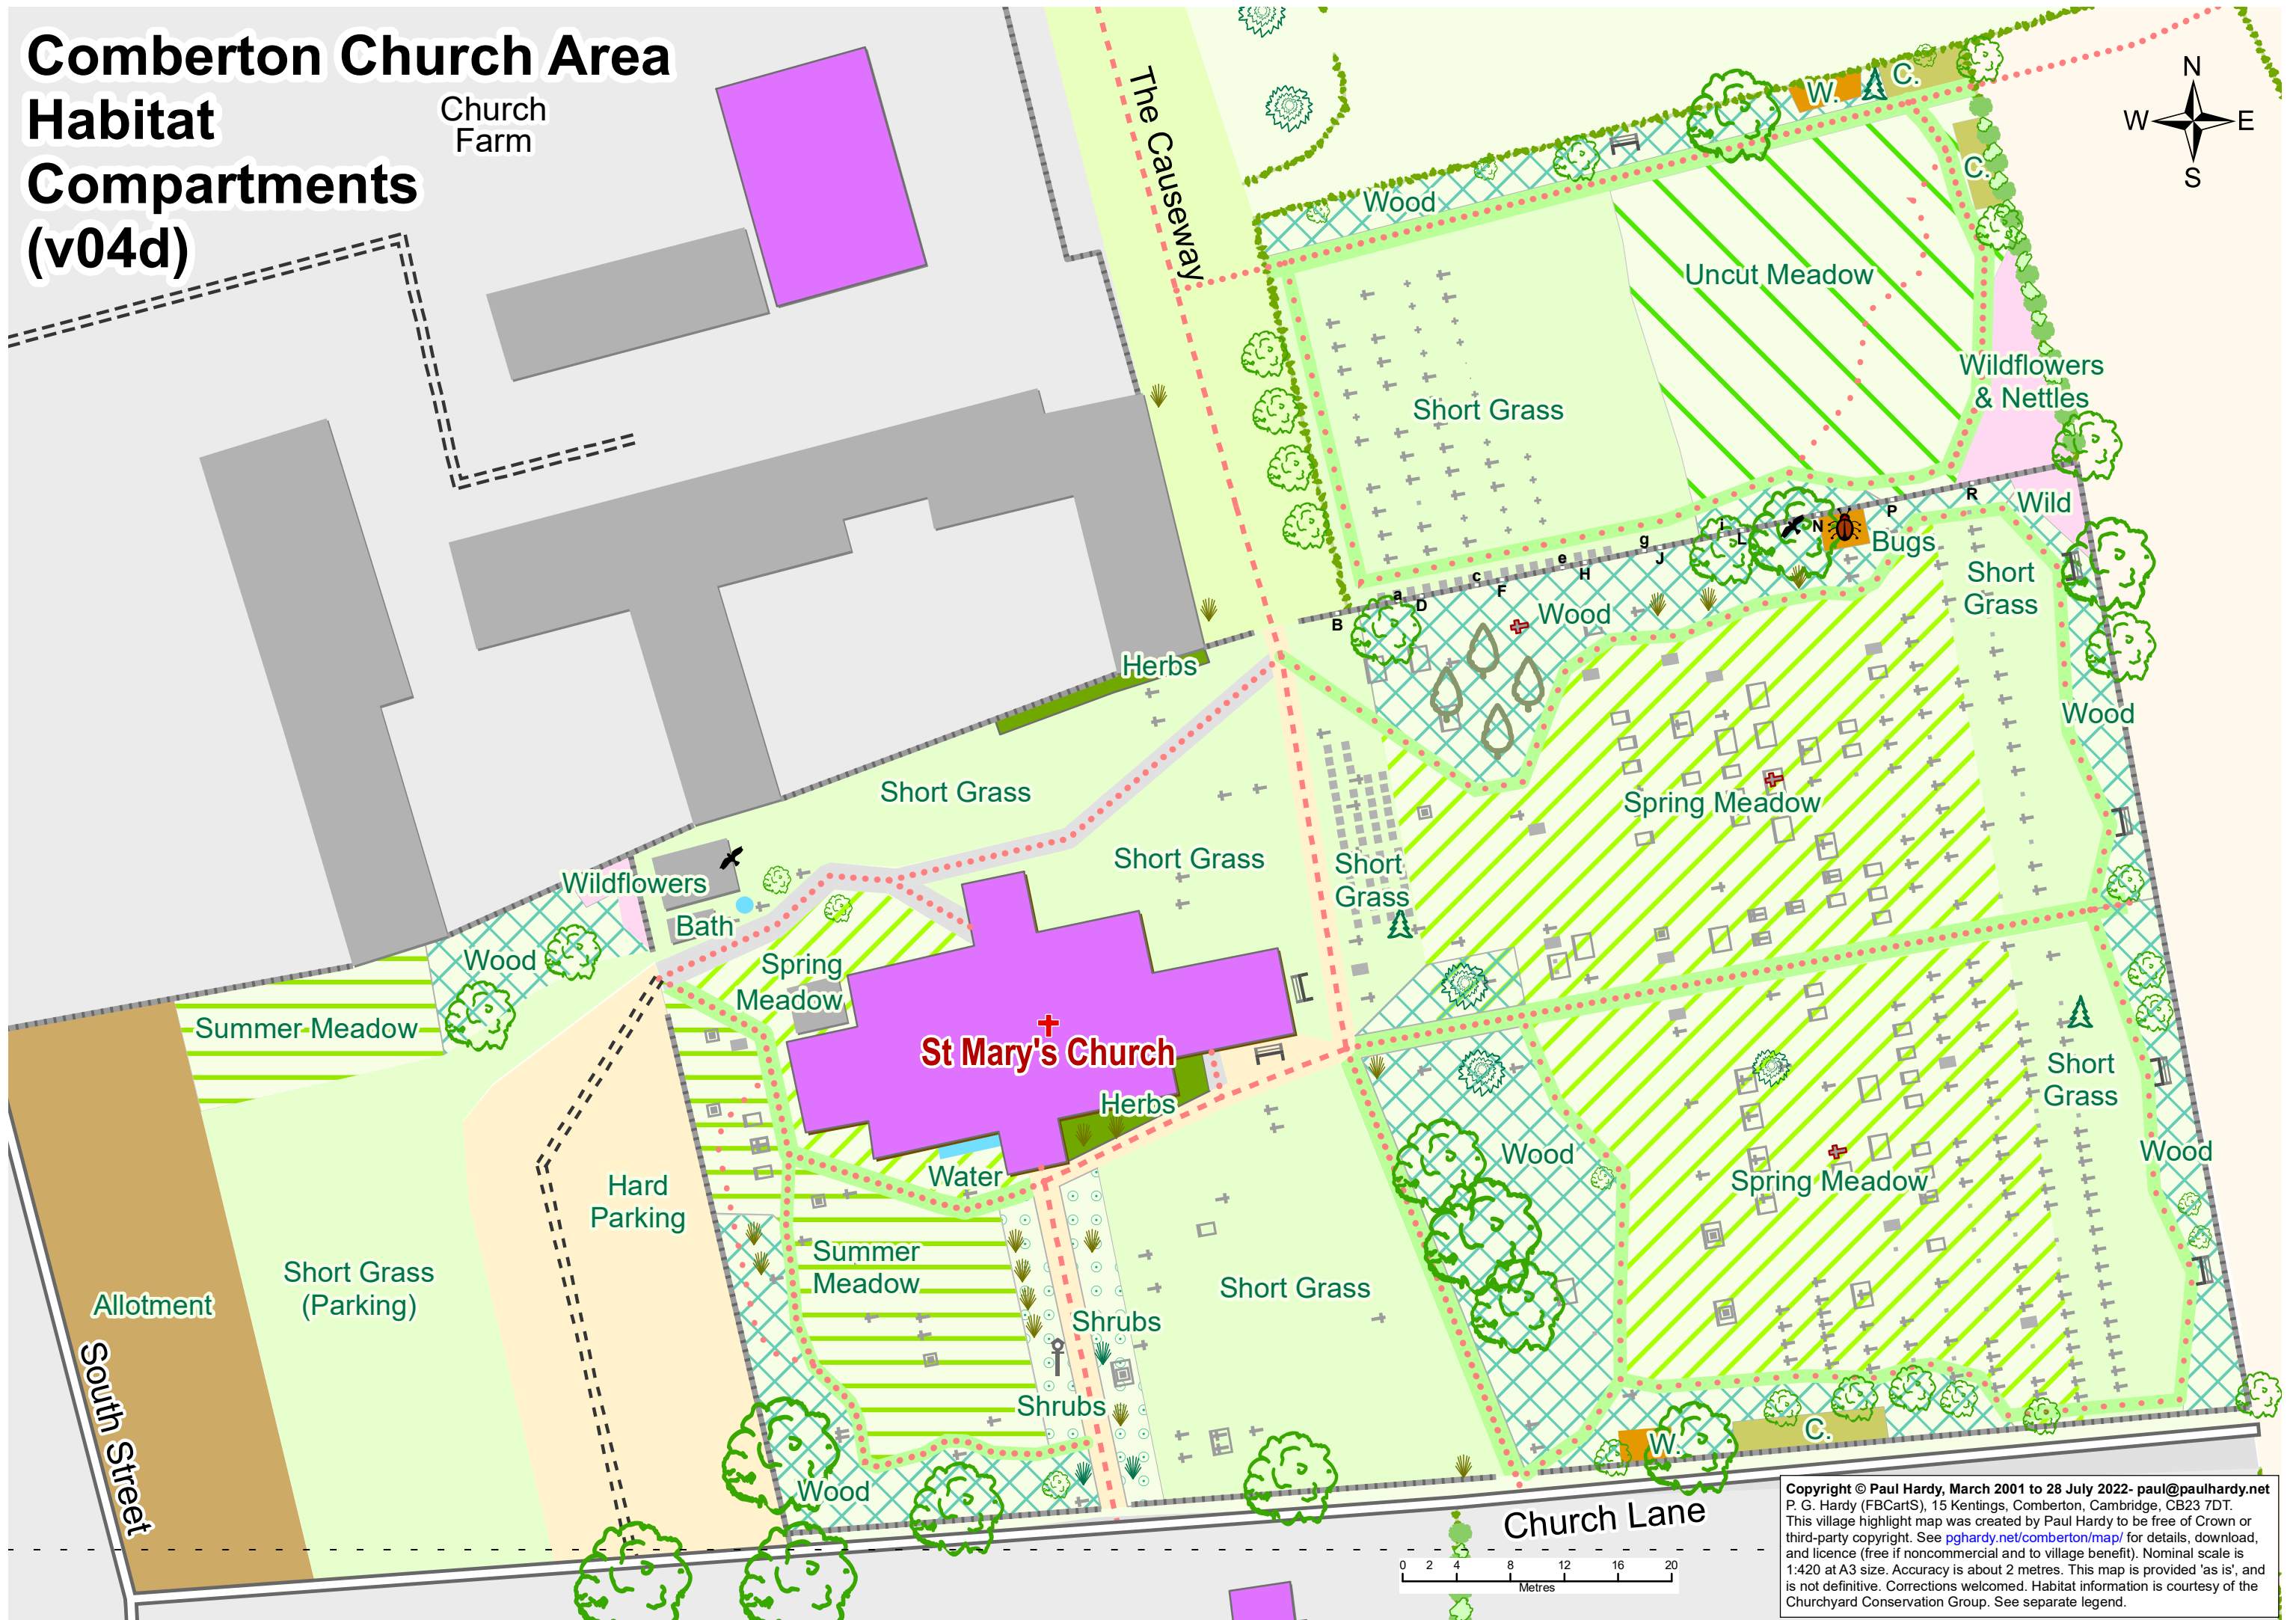 Comberton Church Area
Habitat
Compartments
(v04d)
Church
Farm
The Causeway
N
W
E
S
W.
C.
C.
Wood
Uncut Meadow
Wildflowers
& Nettles
Short Grass
Wild
R
P
N
Bugs
i
L
g
J
e
H
c
F
a
D
B
Wood
Short
Grass
Herbs
Wood
Short Grass
Spring Meadow
Short Grass
Short
Grass
Wildflowers
Bath
Wood
Spring
Meadow
Summer Meadow
St Mary's Church
Herbs
Short
Grass
Wood
Wood
Water
Spring Meadow
Hard
Parking
Summer
Meadow
Short Grass
(Parking)
Allotment
Short Grass
Shrubs
Shrubs
South Street
Wood
W.
C.
Church Lane
0 2 4 8 12 16 20
Metres
Copyright © Paul Hardy, March 2001 to 28 July 2022- paul@paulhardy.net
P. G. Hardy (FBCartS), 15 Kentings, Comberton, Cambridge, CB23 7DT.
This village highlight map was created by Paul Hardy to be free of Crown or
third-party copyright. See pghardy.net/comberton/map/ for details, download,
and licence (free if noncommercial and to village benefit). Nominal scale is
1:420 at A3 size. Accuracy is about 2 metres. This map is provided 'as is', and
is not definitive. Corrections welcomed. Habitat information is courtesy of the
Churchyard Conservation Group. See separate legend.